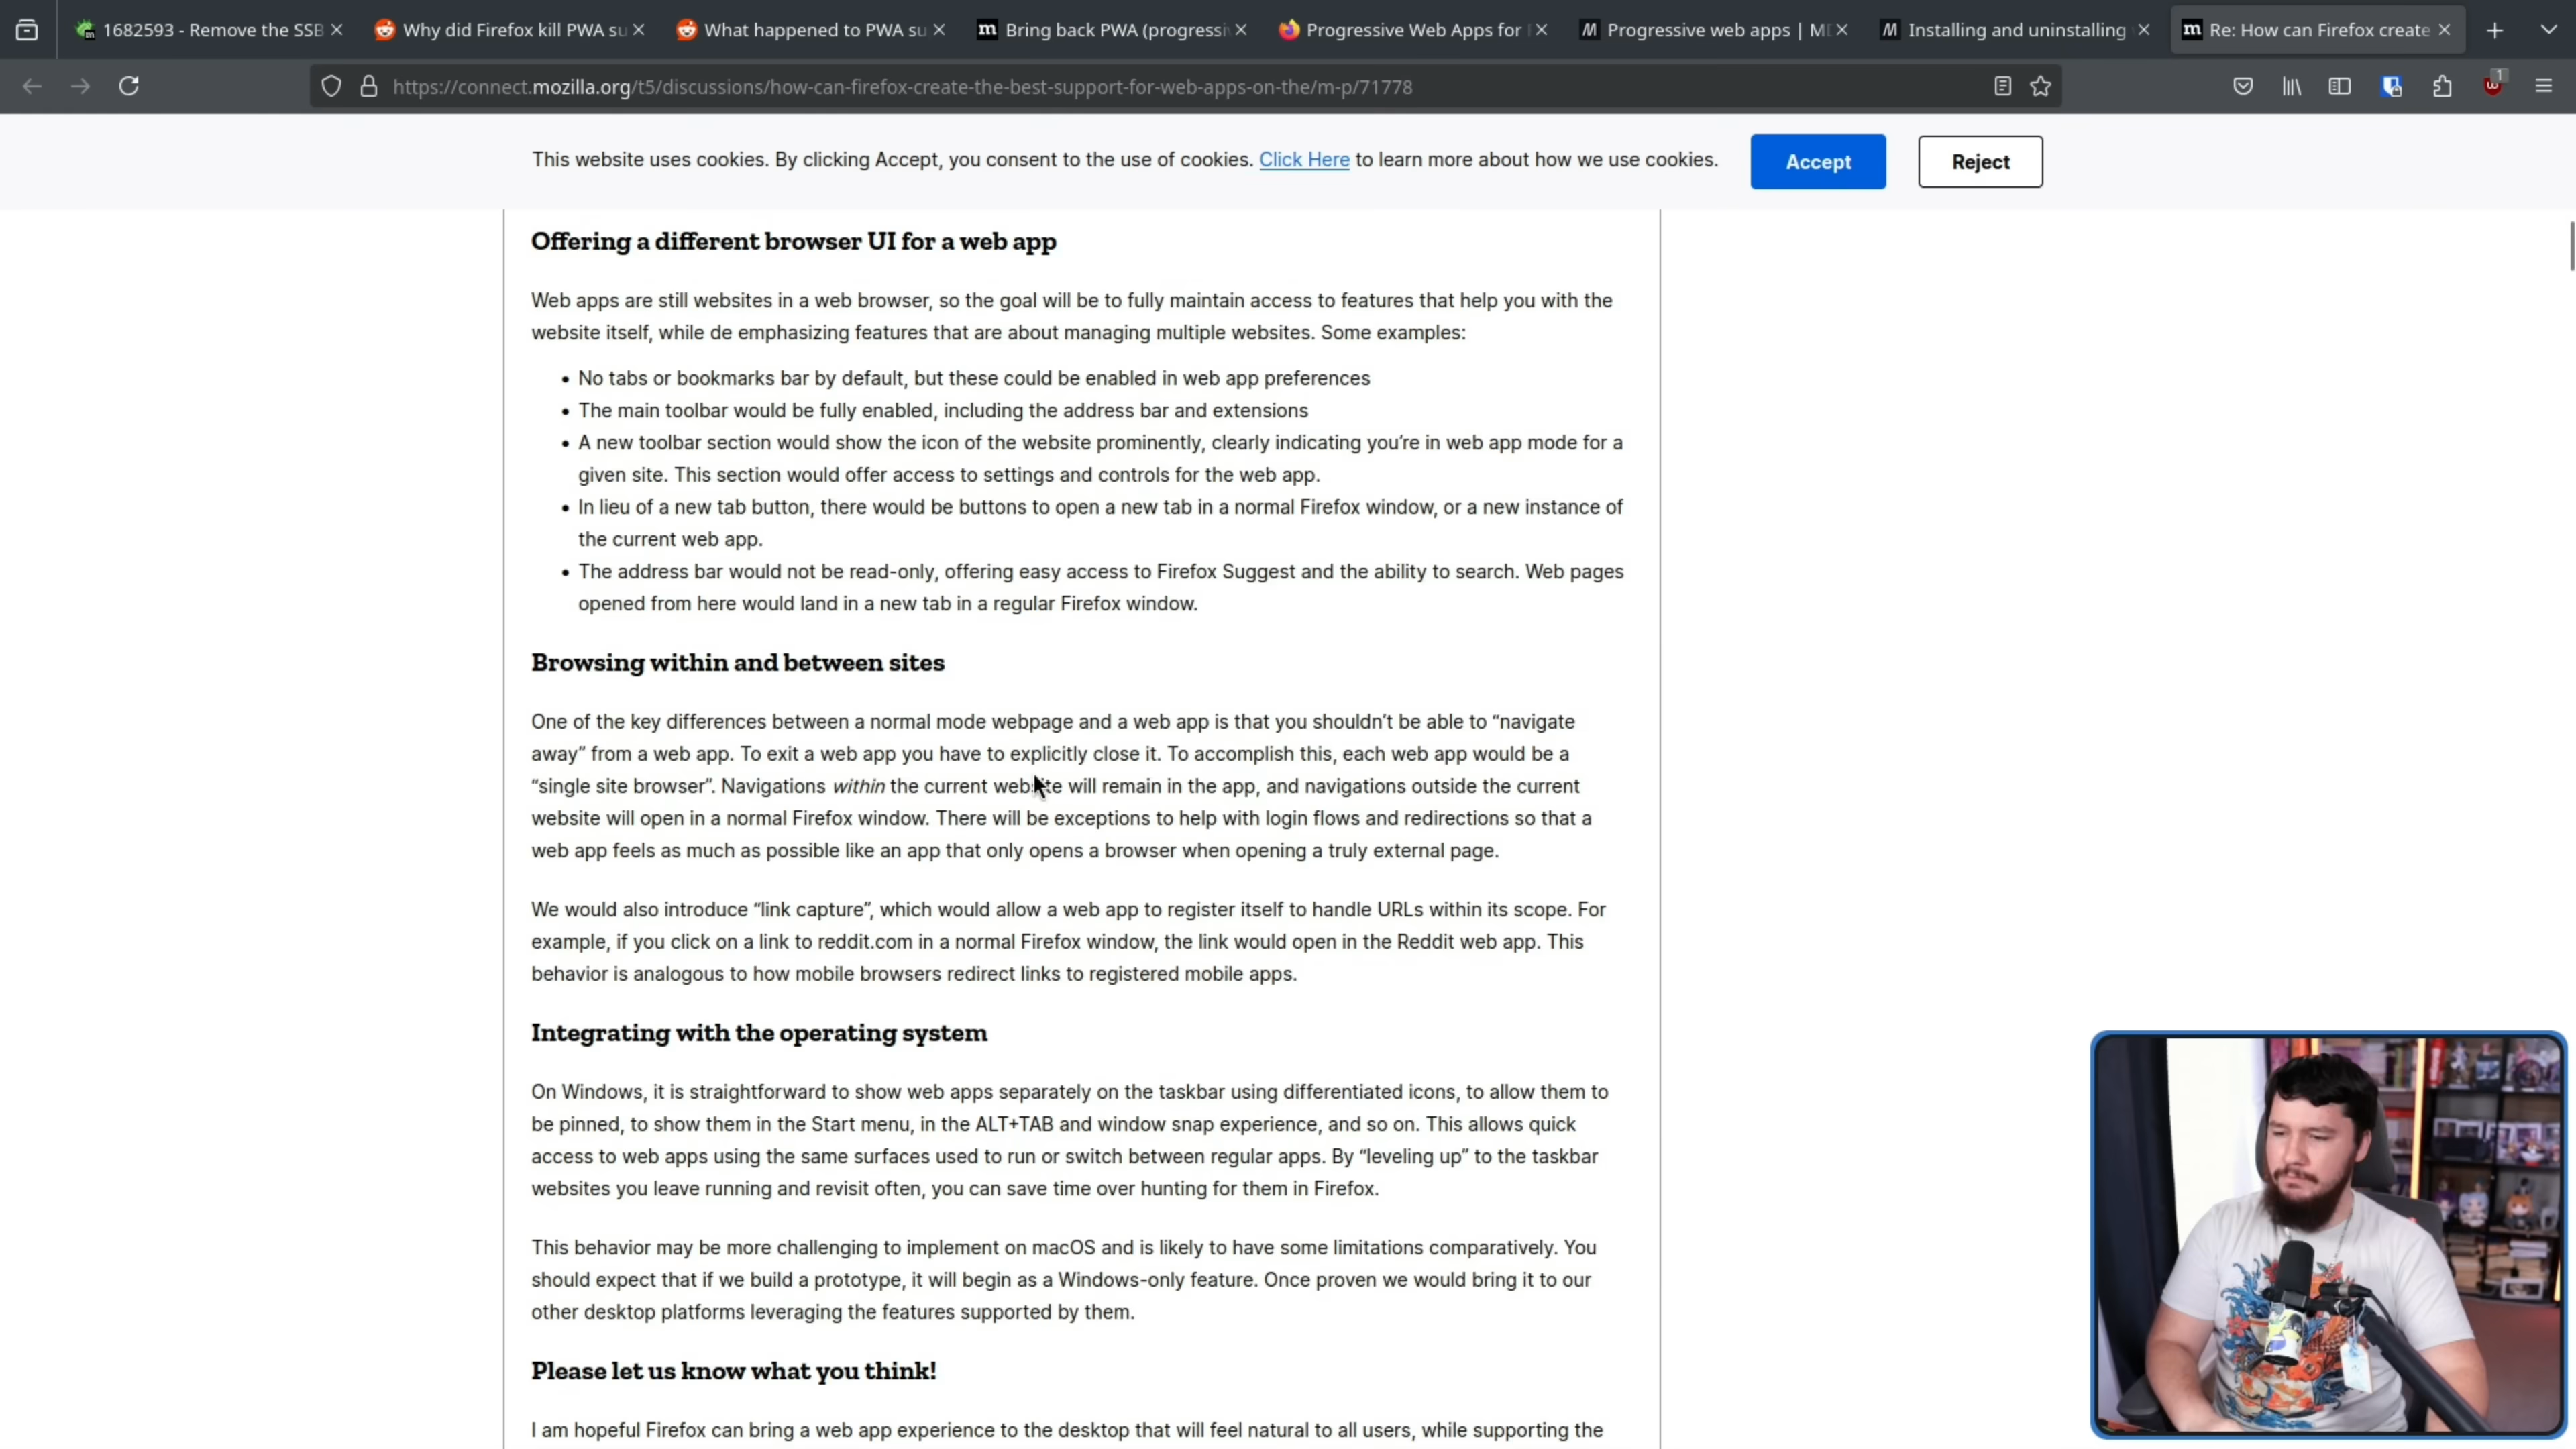 1682593 - Remove the SSB
Why did Firefox kill PWA su
What happened to PWA su
Bring back PWA (progressiv
Progressive Web Apps for
Progressive web apps | MD
Installing and uninstalling
Re: How can Firefox create
https://connect.mozilla.org/t5/discussions/how-can-firefox-create-the-best-support-for-web-apps-on-the/m-p/71778
1
This website uses cookies. By clicking Accept, you consent to the use of cookies. Click Here to learn more about how we use cookies.
Accept
Reject
Offering a different browser UI for a web app
Web apps are still websites in a web browser, so the goal will be to fully maintain access to features that help you with the
website itself, while de emphasizing features that are about managing multiple websites. Some examples:
• No tabs or bookmarks bar by default, but these could be enabled in web app preferences
• The main toolbar would be fully enabled, including the address bar and extensions
• A new toolbar section would show the icon of the website prominently, clearly indicating you're in web app mode for a
given site. This section would offer access to settings and controls for the web app.
• In lieu of a new tab button, there would be buttons to open a new tab in a normal Firefox window, or a new instance of
the current web app.
• The address bar would not be read-only, offering easy access to Firefox Suggest and the ability to search. Web pages
opened from here would land in a new tab in a regular Firefox window.
Browsing within and between sites
One of the key differences between a normal mode webpage and a web app is that you shouldn't be able to “navigate
away” from a web app. To exit a web app you have to explicitly close it. To accomplish this, each web app would be a
“single site browser”. Navigations within the current website will remain in the app, and navigations outside the current
website will open in a normal Firefox window. There will be exceptions to help with login flows and redirections so that a
web app feels as much as possible like an app that only opens a browser when opening a truly external page.
We would also introduce “link capture”, which would allow a web app to register itself to handle URLs within its scope. For
example, if you click on a link to reddit.com in a normal Firefox window, the link would open in the Reddit web app. This
behavior is analogous to how mobile browsers redirect links to registered mobile apps.
Integrating with the operating system
On Windows, it is straightforward to show web apps separately on the taskbar using differentiated icons, to allow them to
be pinned, to show them in the Start menu, in the ALT+TAB and window snap experience, and so on. This allows quick
access to web apps using the same surfaces used to run or switch between regular apps. By “leveling up” to the taskbar
websites you leave running and revisit often, you can save time over hunting for them in Firefox.
This behavior may be more challenging to implement on macOS and is likely to have some limitations comparatively. You
should expect that if we build a prototype, it will begin as a Windows-only feature. Once proven we would bring it to our
other desktop platforms leveraging the features supported by them.
Please let us know what you think!
I am hopeful Firefox can bring a web app experience to the desktop that will feel natural to all users, while supporting the